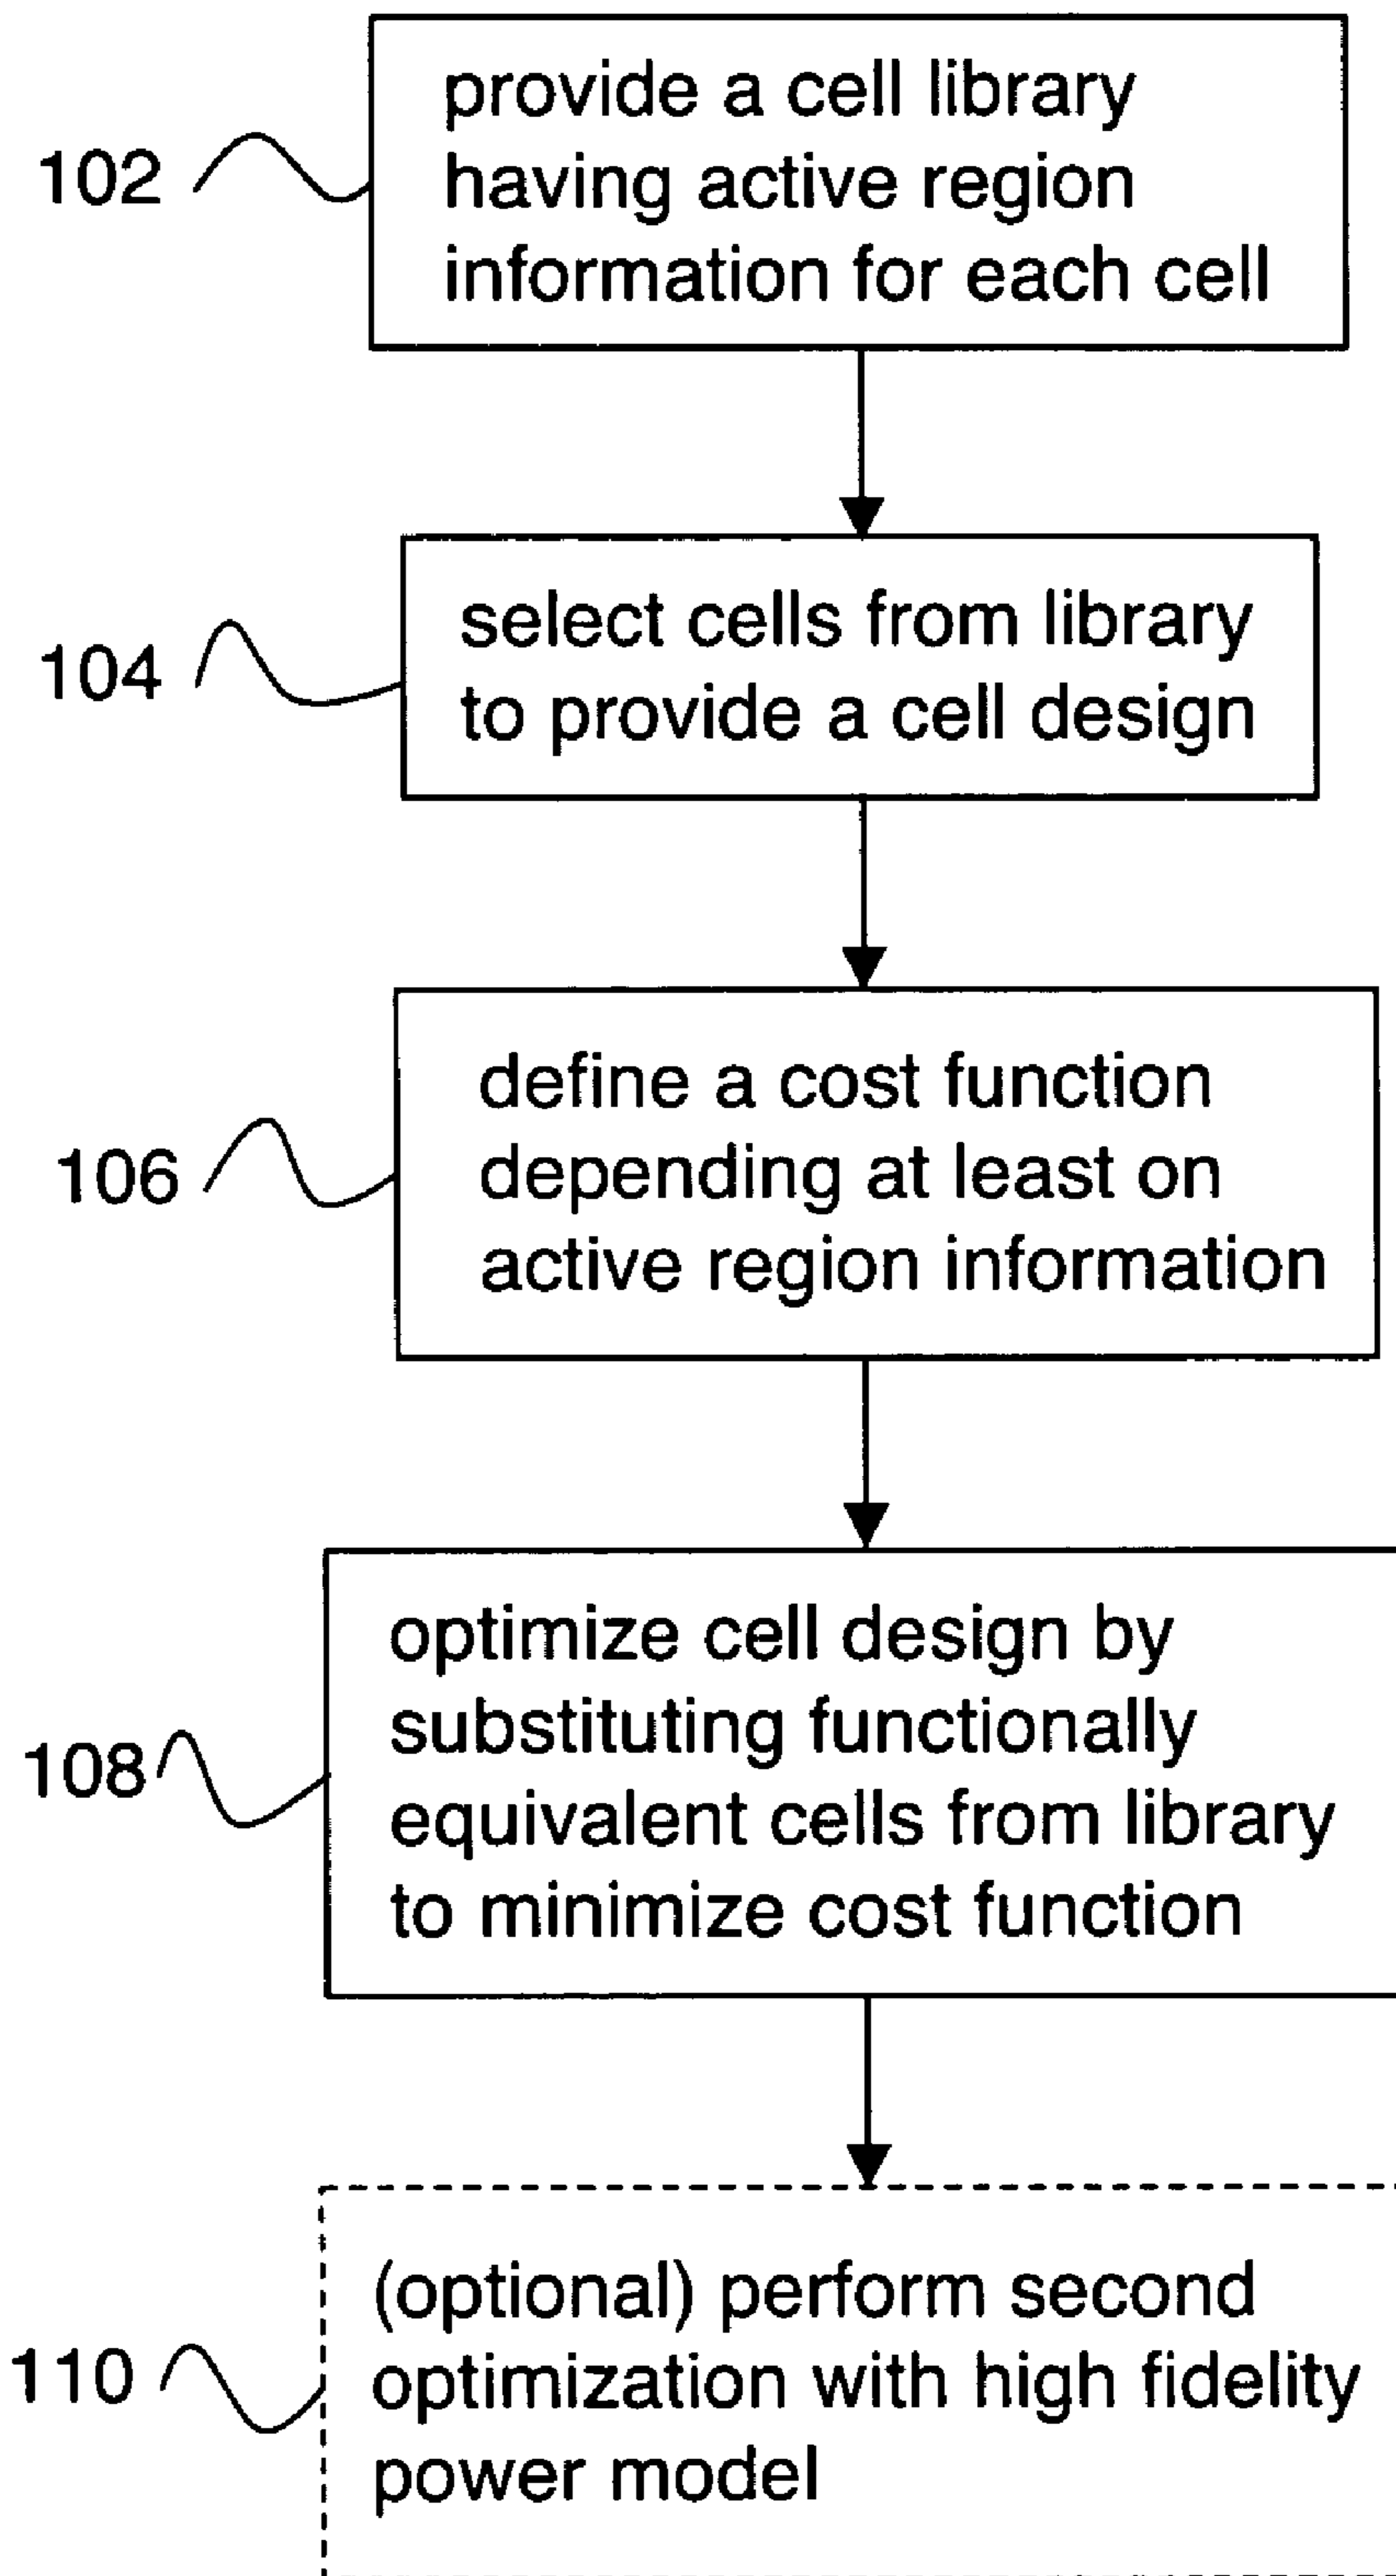 102
provide a cell library
having active region
information for each cell
104
select cells from library
to provide a cell design
106
define a cost function
depending at least on
active region information
108
optimize cell design by
substituting functionally
equivalent cells from library
to minimize cost function
110
(optional) perform second
optimization with high fidelity
power model